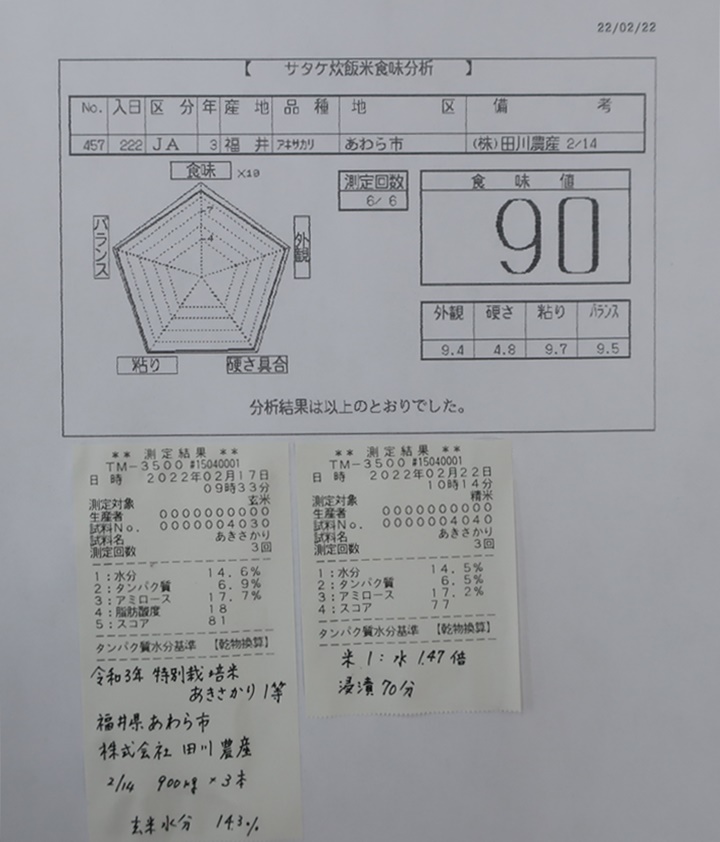 22/02/22
【 サタケ炊飯米食味分析 】
No. 入日 区分 年 産地 品種 地区 備考
457 222 JA 3 福井 アキサカリ あわら市 (株)田川農産 2/14
食味 ×10
バランス
外観
7
4
粘り
硬さ具合
測定回数
6/ 6
食味値
90
外観 硬さ 粘り バランス
9.4 4.8 9.7 9.5
分析結果は以上のとおりでした。
** 測定結果 **
TM-3500 #15040001
日時 2022年02月17日
09時33分
測定対象 玄米
生産者 0000000000
試料No. 0000004030
試料名 あきさかり
測定回数 3回
1:水分 14.6%
2:タンパク質 6.9%
3:アミロース 17.7%
4:脂肪酸度 18
5:スコア 81
タンパク質水分基準 【乾物換算】
令和3年 特別栽培米
あきさかり 1等
福井県あわら市
株式会社 田川農産
2/14 900kg × 3本
玄米水分 14.3%
** 測定結果 **
TM-3500 #15040001
日時 2022年02月22日
10時14分
測定対象 精米
生産者 0000000000
試料No. 0000004040
試料名 あきさかり
測定回数 3回
1:水分 14.5%
2:タンパク質 6.5%
3:アミロース 17.2%
4:スコア 77
タンパク質水分基準 【乾物換算】
米 1:水 1.47倍
浸漬 70分